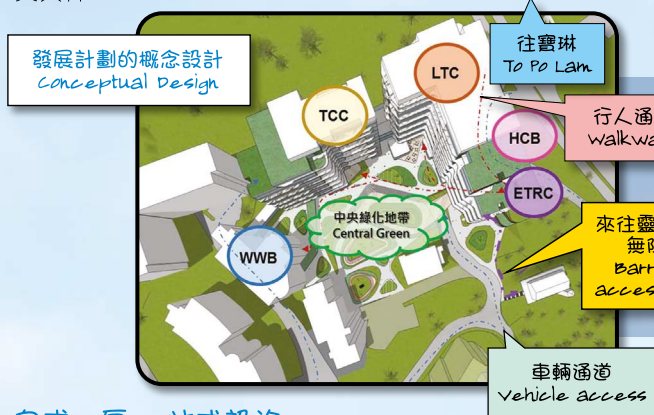 發展計劃的概念設計
Conceptual Design
往寶琳
To Po Lam
LTC
TCC
行人通
Walkwa
HCB
ETRC
中央綠化地帶
Central Green
來往靈
無
Barr
access
WWB
車輛通道
Vehicle access